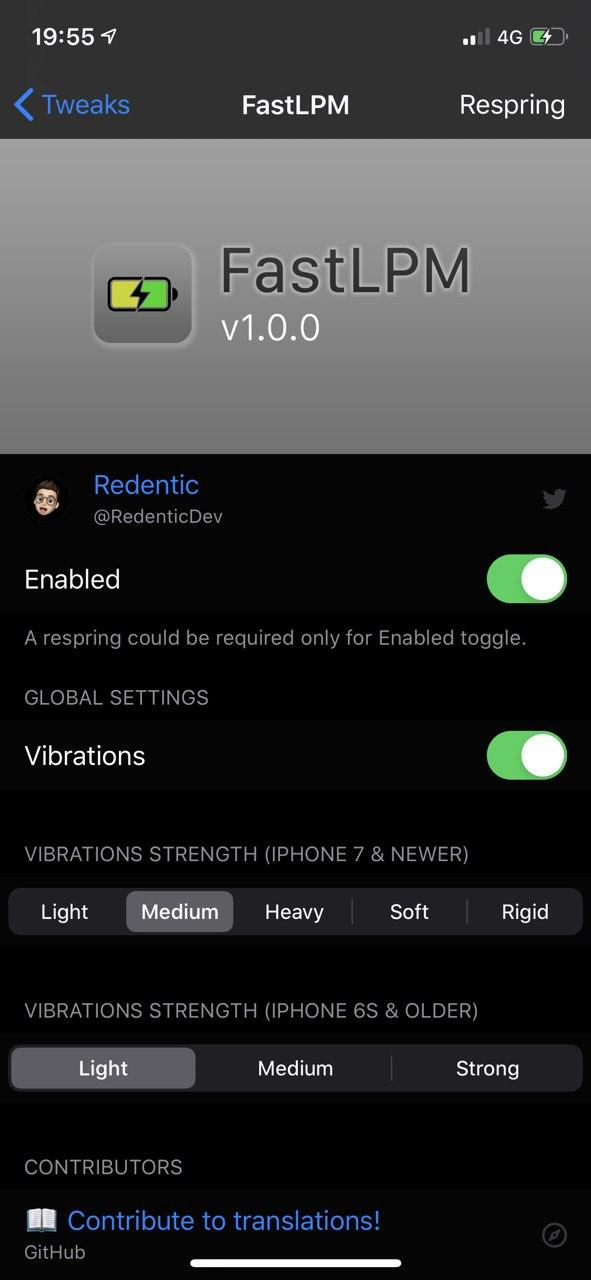 19:55 4G
Tweaks FastLPM Respring
FastLPM
v1.0.0
Redentic
@RedenticDev
Enabled
A respring could be required only for Enabled toggle.
GLOBAL SETTINGS
Vibrations
VIBRATIONS STRENGTH (IPHONE 7 & NEWER)
Light Medium Heavy Soft Rigid
VIBRATIONS STRENGTH (IPHONE 6S & OLDER)
Light Medium Strong
CONTRIBUTORS
Contribute to translations!
GitHub